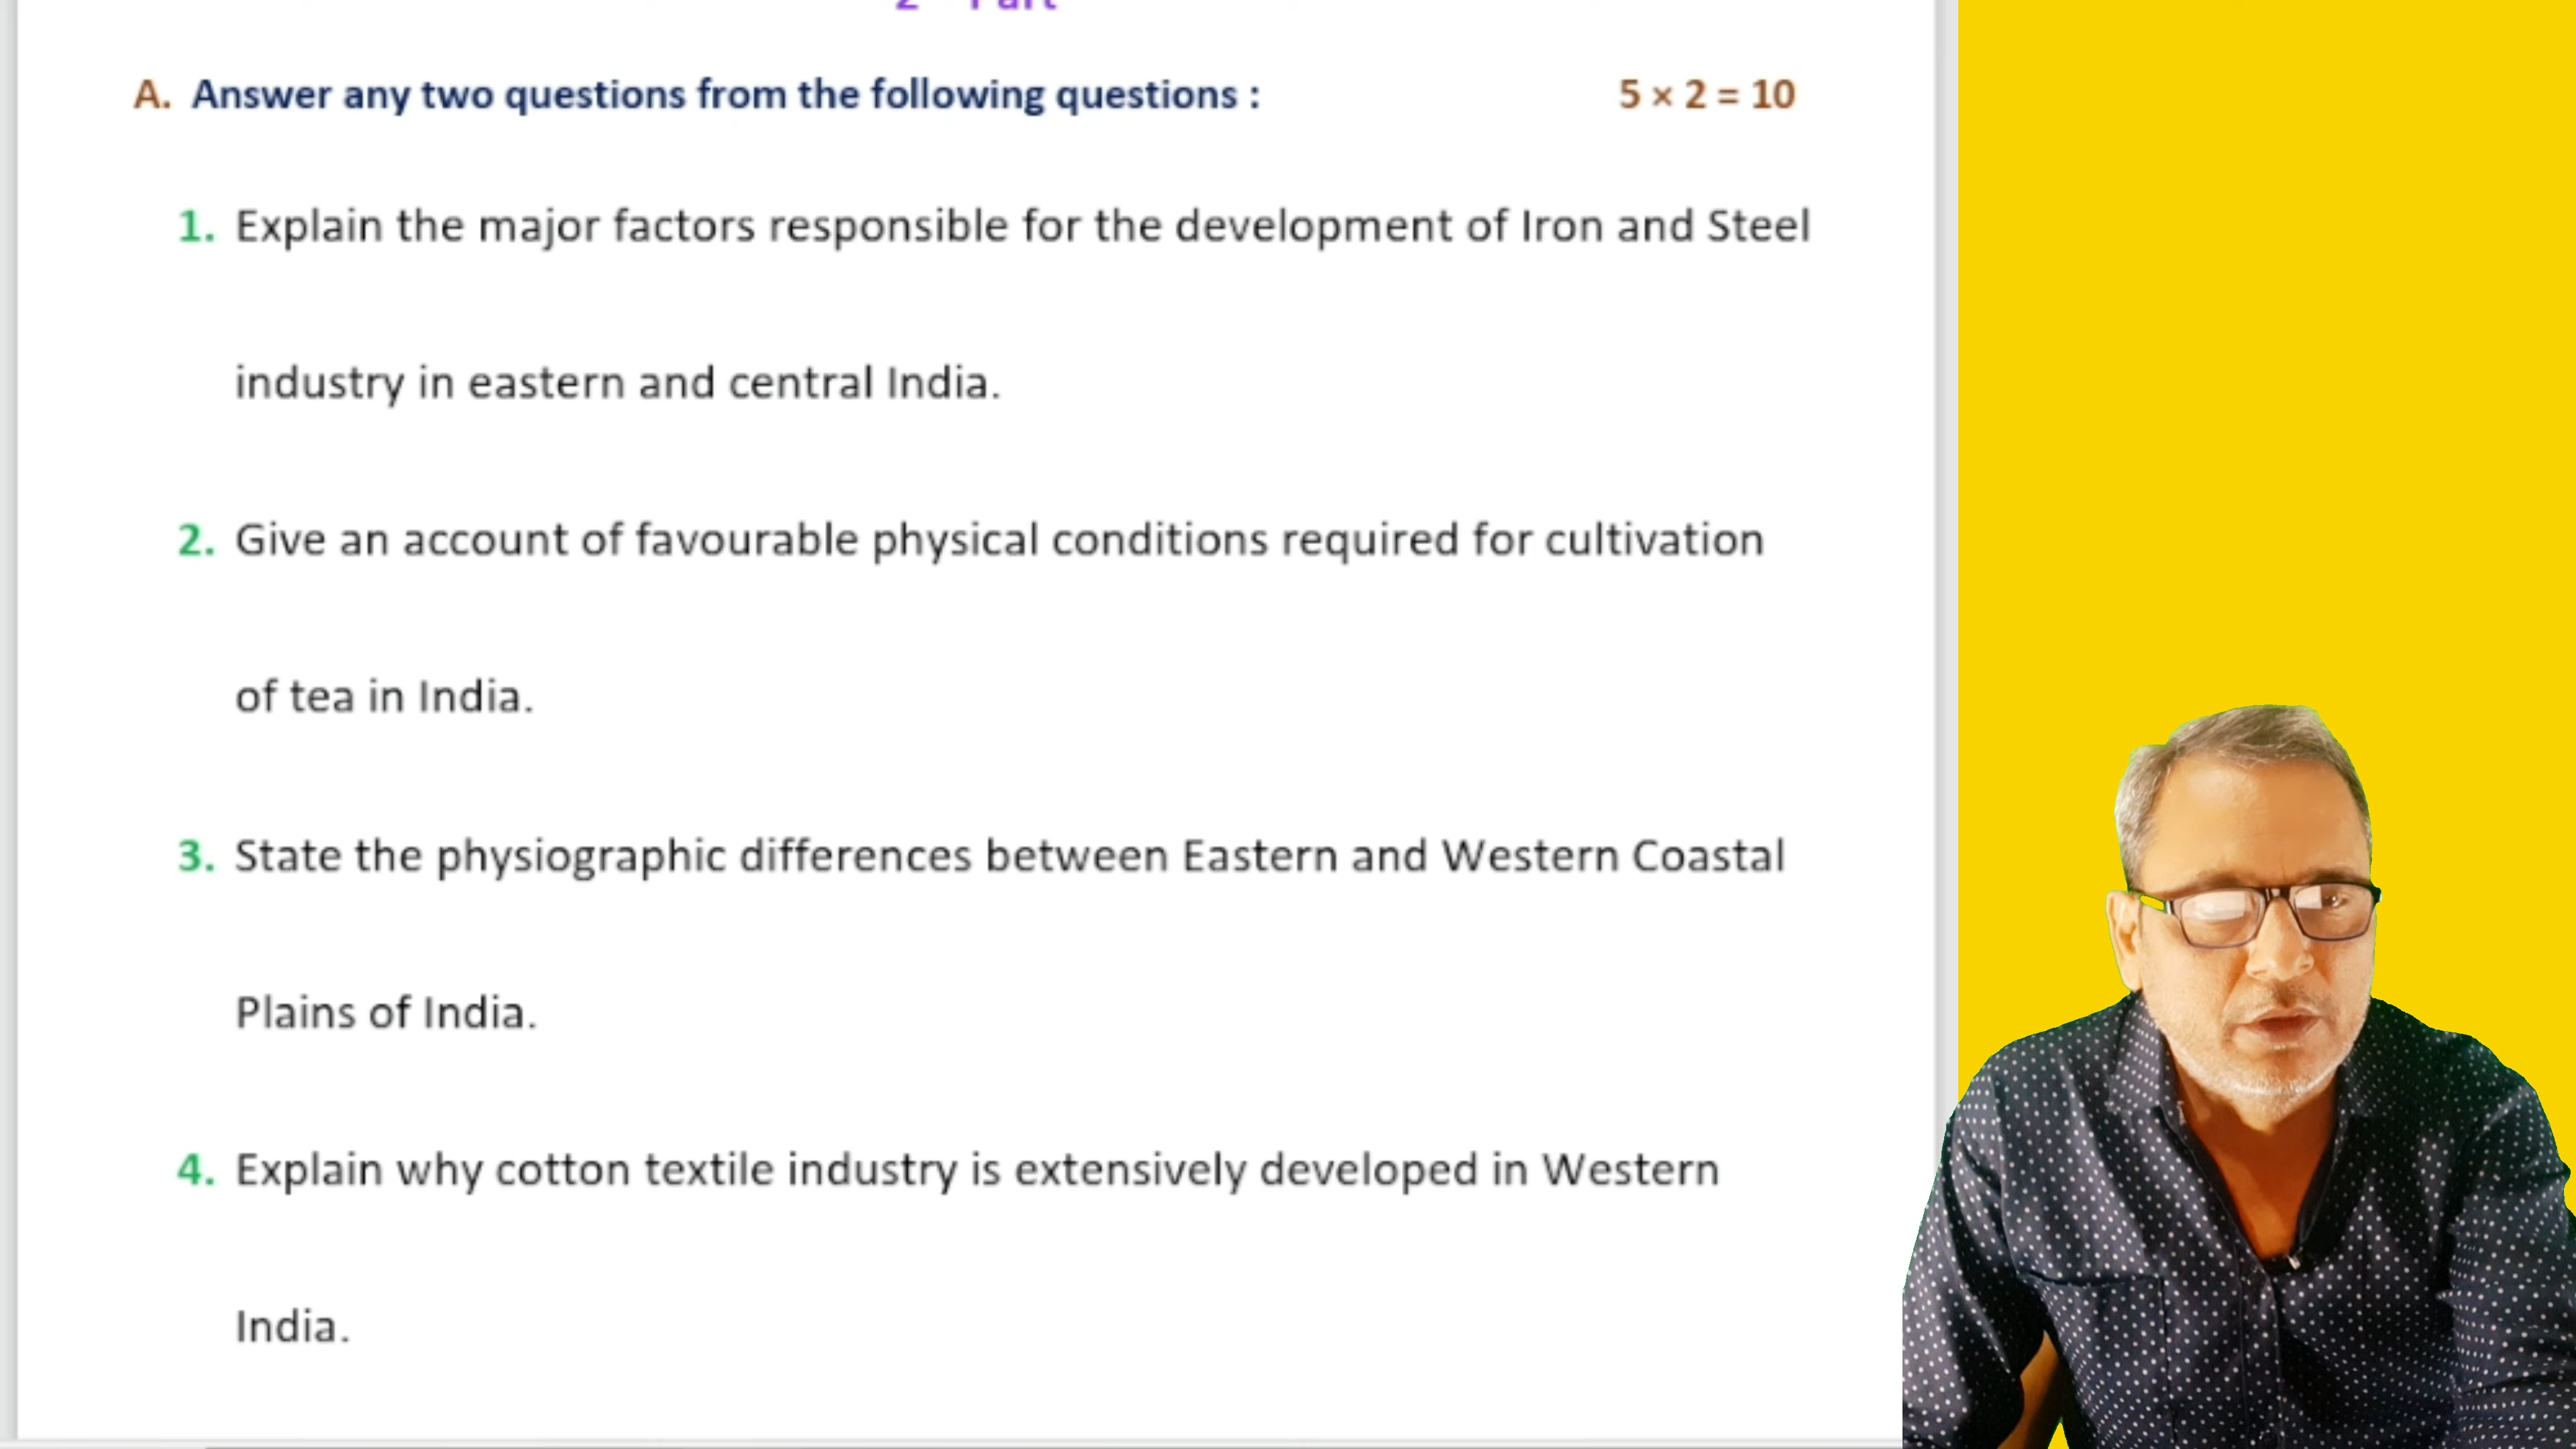 A. Answer any two questions from the following questions : 5 × 2 = 10
1. Explain the major factors responsible for the development of Iron and Steel
industry in eastern and central India.
2. Give an account of favourable physical conditions required for cultivation
of tea in India.
3. State the physiographic differences between Eastern and Western Coastal
Plains of India.
4. Explain why cotton textile industry is extensively developed in Western
India.